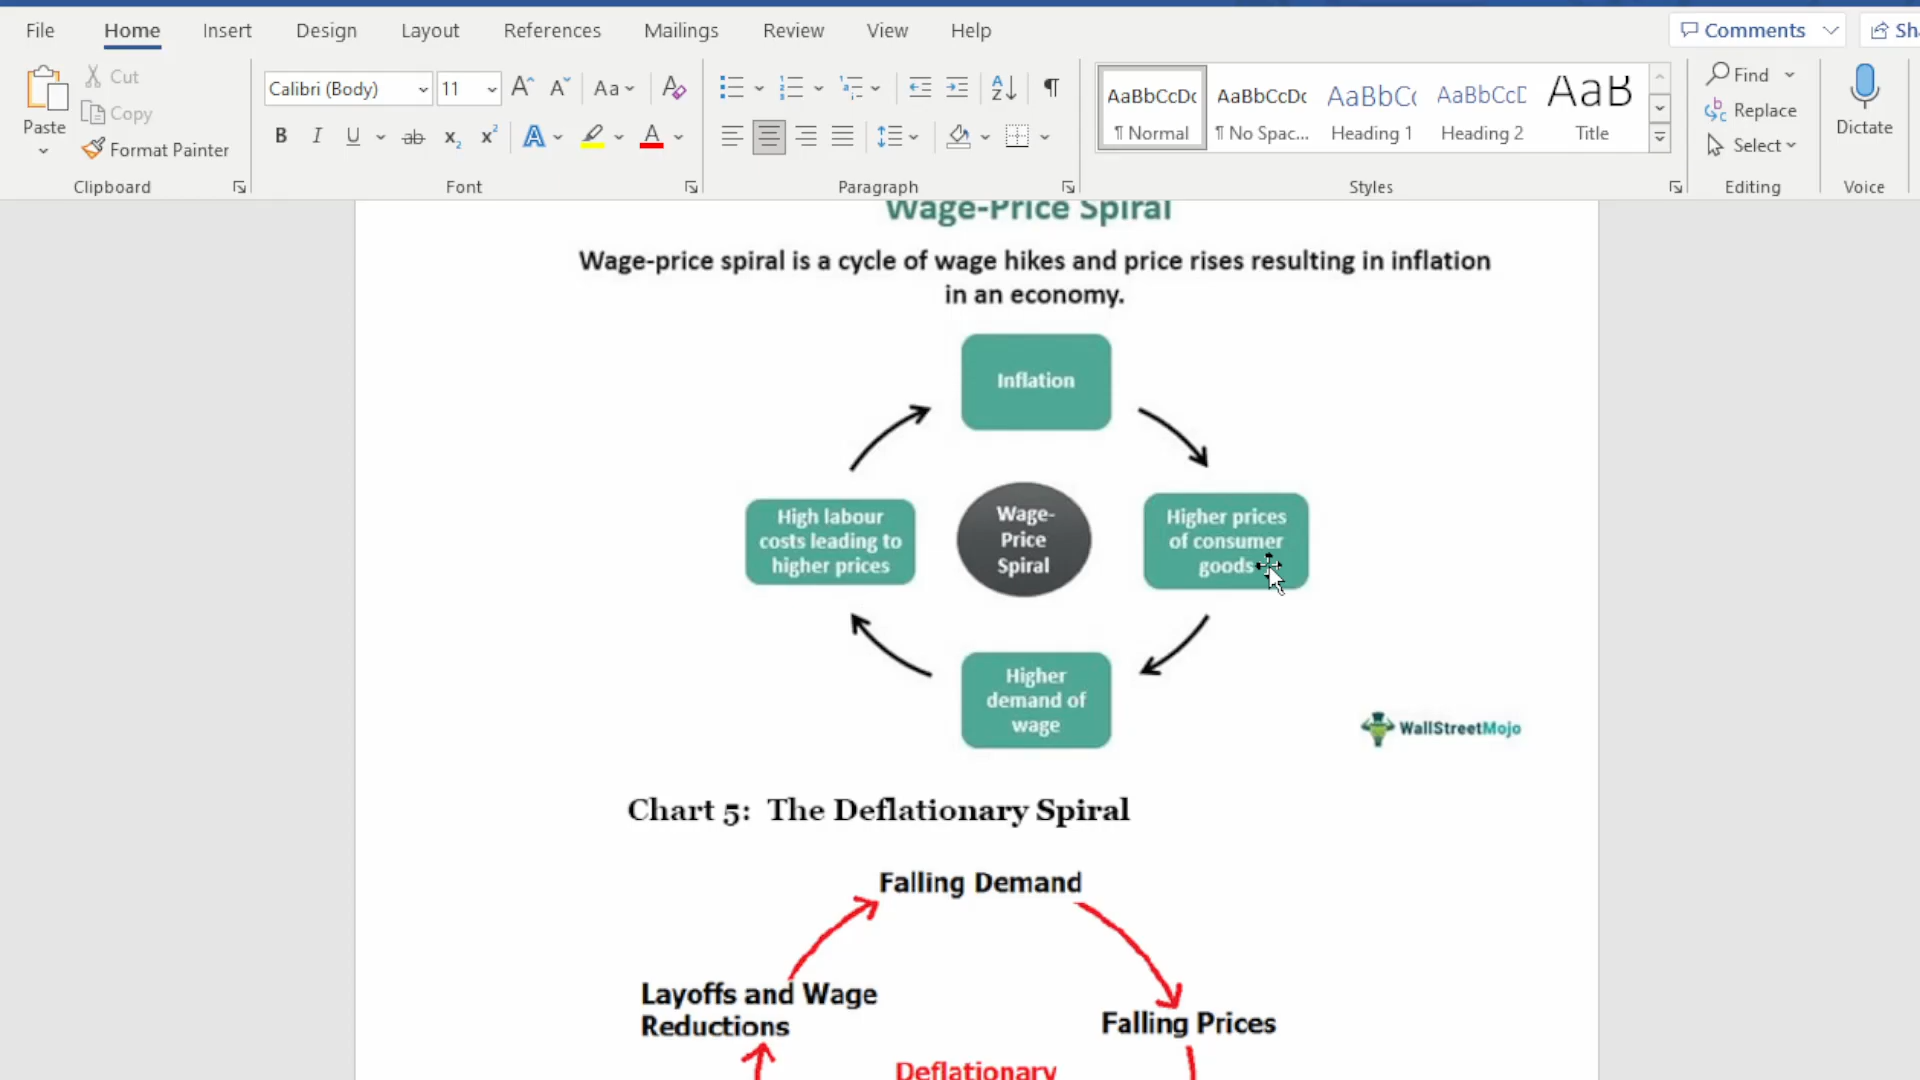 File Home Insert Design Layout References Mailings Review View Help Comments
Calibri (Body) 11 Aa
Cut
Copy
Format Painter
Paste
AaBbCcDc AaBbCcDc AaBbC AaBbCcD AaB
¶ Normal ¶ No Spac... Heading 1 Heading 2 Title
Find
Replace
Select
Dictate
Clipboard Font Paragraph Styles Editing Voice
Wage-Price Spiral
Wage-price spiral is a cycle of wage hikes and price rises resulting in inflation
in an economy.
Inflation
High labour
costs leading to
higher prices
Wage-
Price
Spiral
Higher prices
of consumer
goods
Higher
demand of
wage
WallStreetMojo
Chart 5: The Deflationary Spiral
Falling Demand
Layoffs and Wage
Reductions
Falling Prices
Deflationary